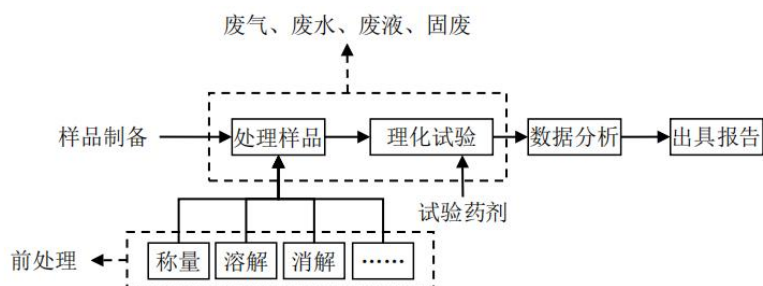 废气、废水、废液、固废
样品制备
处理样品
理化试验
数据分析
出具报告
试验药剂
前处理
称量
溶解
消解
……